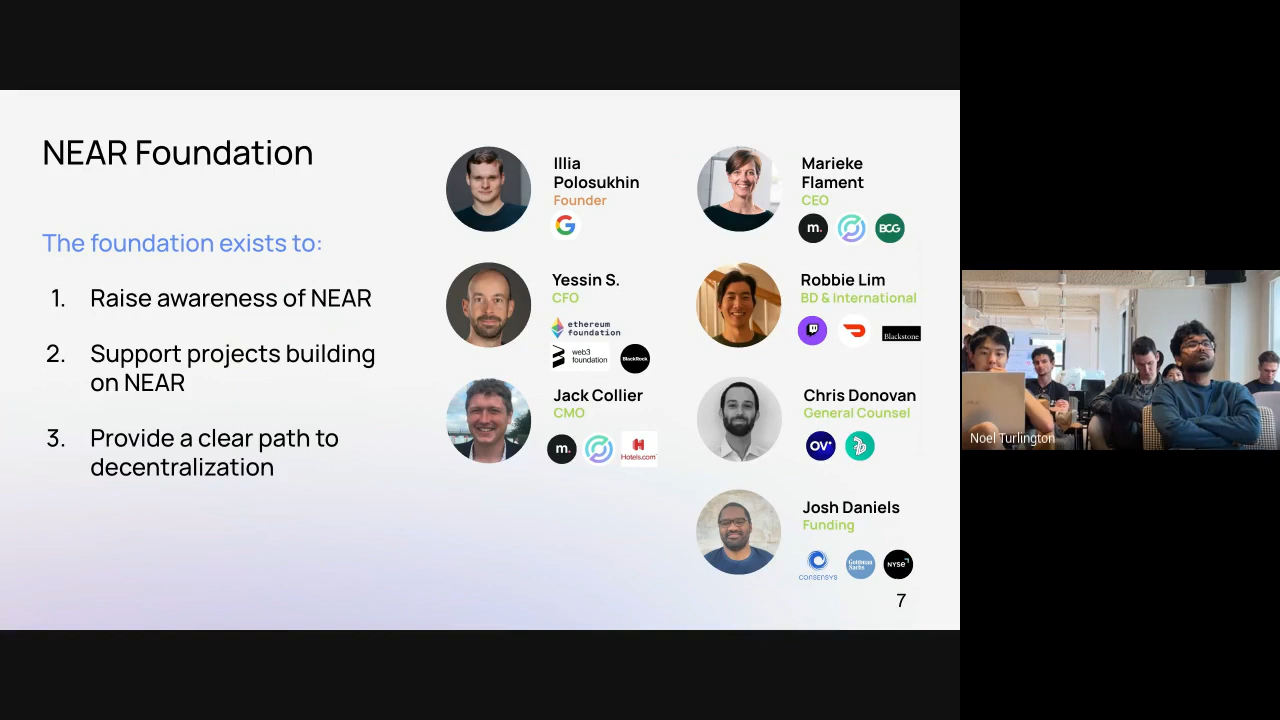 NEAR Foundation
The foundation exists to:
1. Raise awareness of NEAR
2. Support projects building
on NEAR
3. Provide a clear path to
decentralization
Illia
Polosukhin
Founder
G
Marieke
Flament
CEO
m.
BCG
Yessin S.
CFO
ethereum
foundation
web3
foundation
BlackRock
Robbie Lim
BD & International
Blackstone
Jack Collier
CMO
m.
Hotels.com
Chris Donovan
General Counsel
OV
Josh Daniels
Funding
CONSENSYS
Goldman
Sachs
NYSE
7
Noel Turlington